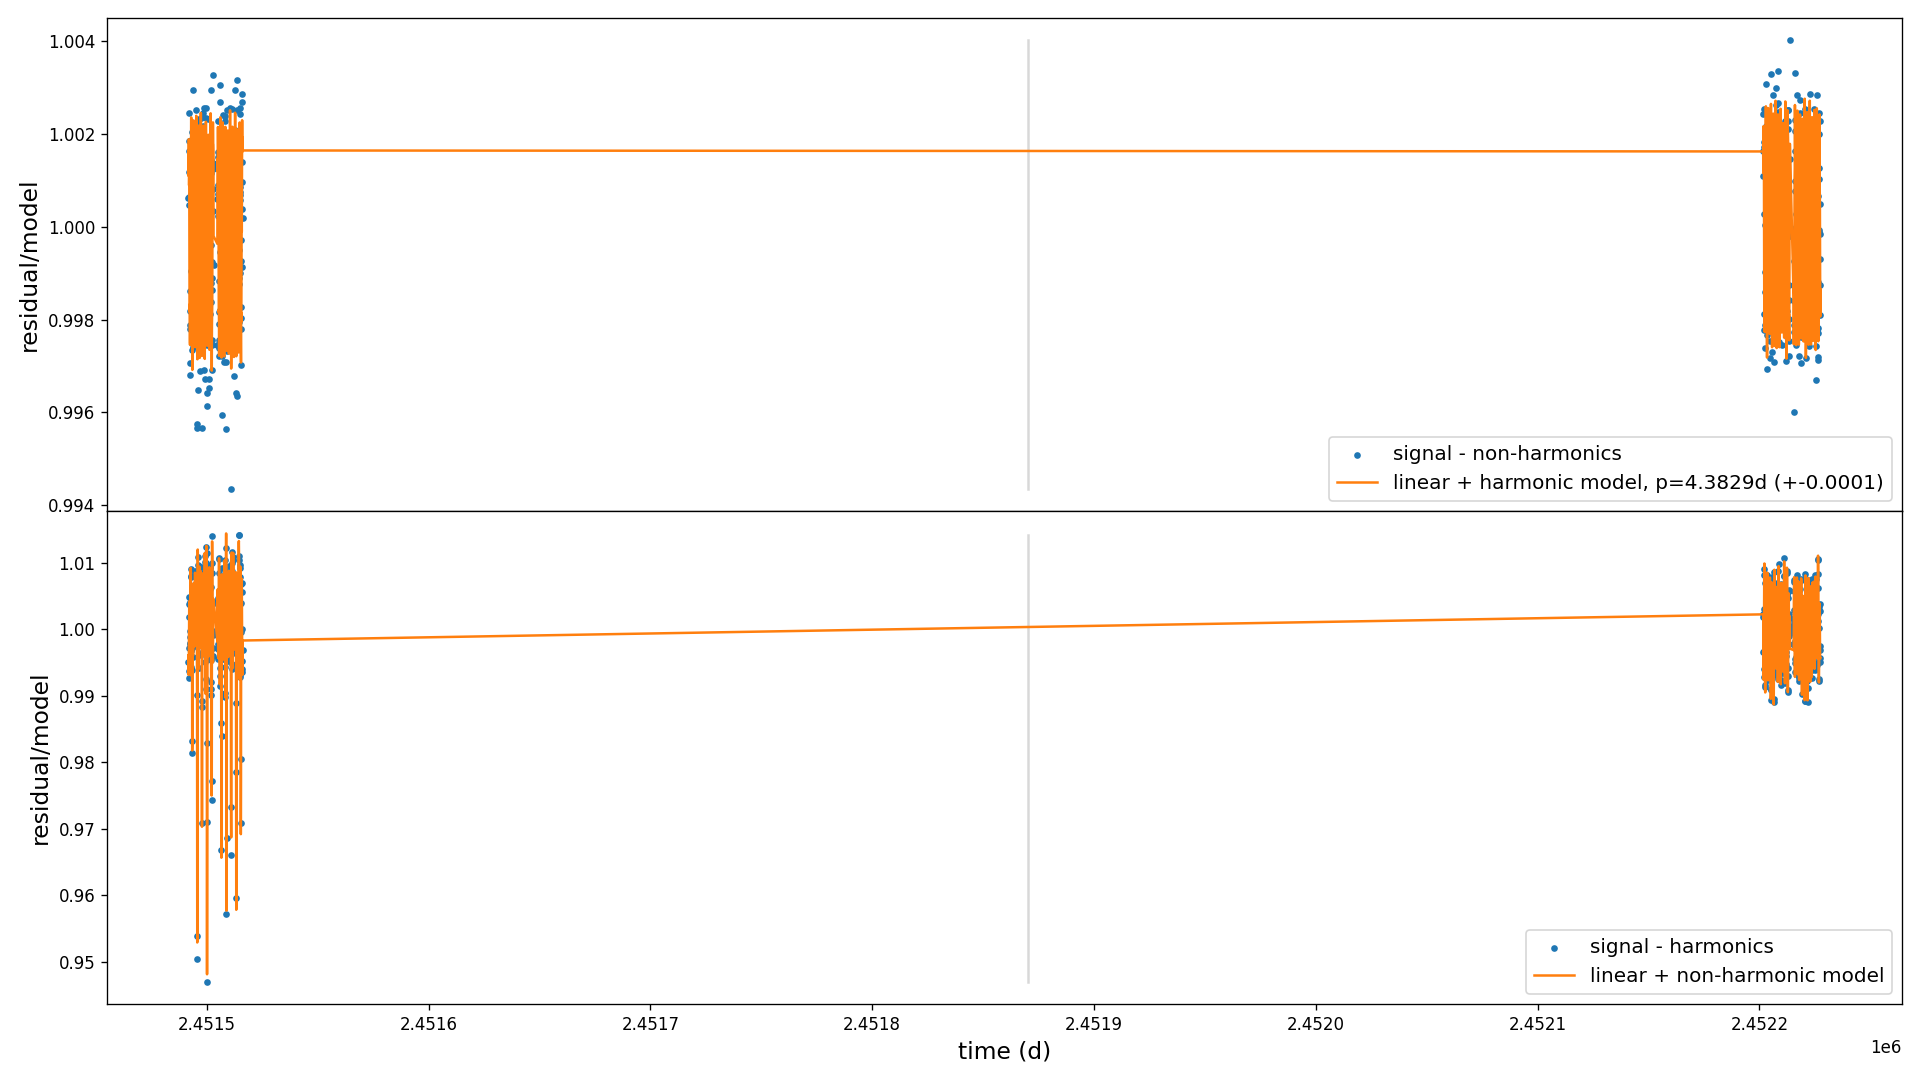 1.004
1.002
1.000
0.998
0.996
0.994
residual/model
signal - non-harmonics
linear + harmonic model, p=4.3829d (+-0.0001)
1.01
1.00
0.99
0.98
0.97
0.96
0.95
residual/model
signal - harmonics
linear + non-harmonic model
2.4515 2.4516 2.4517 2.4518 2.4519 2.4520 2.4521 2.4522
1e6
time (d)